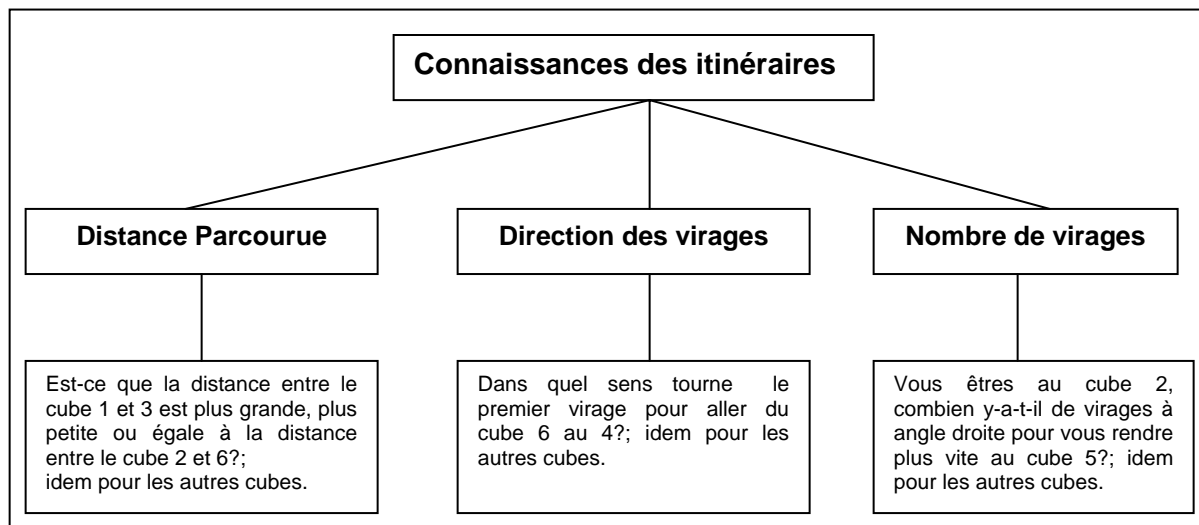 Connaissances des itinéraires
Distance Parcourue
Direction des virages
Nombre de virages
Est-ce que la distance entre le
cube 1 et 3 est plus grande, plus
petite ou égale à la distance
entre le cube 2 et 6?;
idem pour les autres cubes.
Dans quel sens tourne le
premier virage pour aller du
cube 6 au 4?; idem pour les
autres cubes.
Vous êtres au cube 2,
combien y-a-t-il de virages à
angle droite pour vous rendre
plus vite au cube 5?; idem
pour les autres cubes.